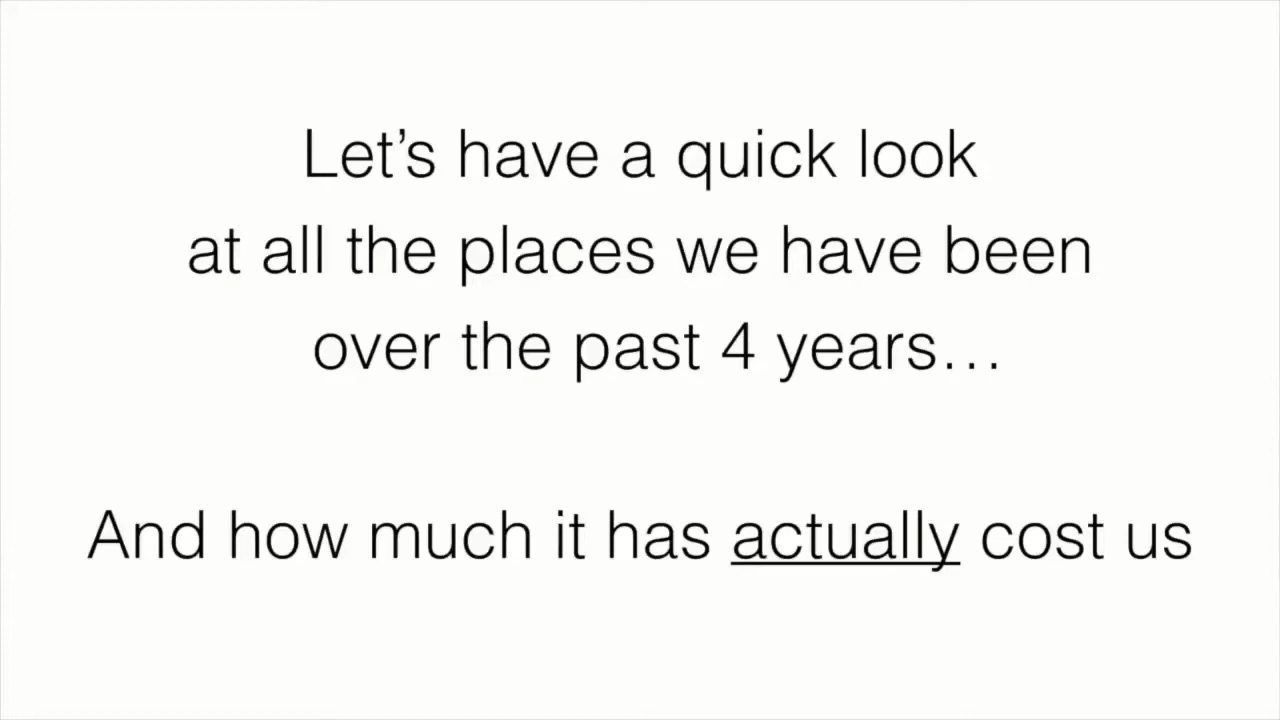 Let’s have a quick look
at all the places we have been
over the past 4 years…
And how much it has actually cost us